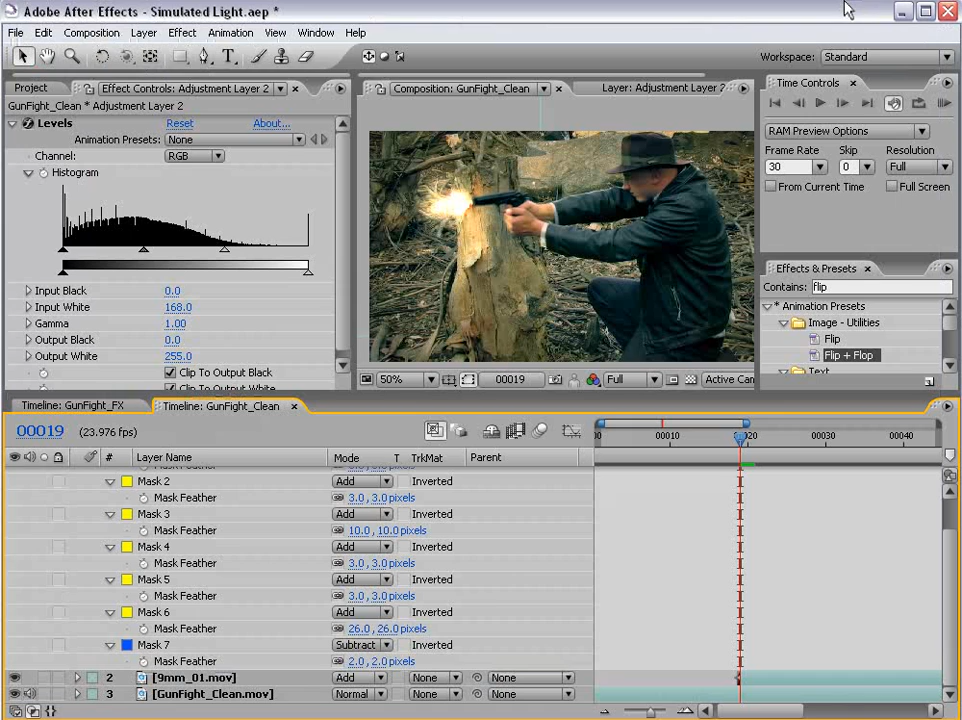 Adobe After Effects - Simulated Light.aep *
File Edit Composition Layer Effect Animation View Window Help
Workspace: Standard
Project Effect Controls: Adjustment Layer 2
GunFight_Clean * Adjustment Layer 2
Levels Reset About...
Animation Presets: None
Channel: RGB
Histogram
Input Black 0.0
Input White 168.0
Gamma 1.00
Output Black 0.0
Output White 255.0
Clip To Output Black
Clip To Output White
Composition: GunFight_Clean Layer: Adjustment Layer 2
50% 00019 Full Active Cam
Time Controls
RAM Preview Options
Frame Rate Skip Resolution
30 0 Full
From Current Time Full Screen
Effects & Presets
Contains: flip
* Animation Presets
Image - Utilities
Flip
Flip + Flop
Text
Timeline: GunFight_FX Timeline: GunFight_Clean
00019 (23.976 fps)
00 00010 00020 00030 00040
# Layer Name Mode T TrkMat Parent
Mask 2 Add Inverted
Mask Feather 3.0, 3.0 pixels
Mask 3 Add Inverted
Mask Feather 10.0, 10.0 pixels
Mask 4 Add Inverted
Mask Feather 3.0, 3.0 pixels
Mask 5 Add Inverted
Mask Feather 3.0, 3.0 pixels
Mask 6 Add Inverted
Mask Feather 26.0, 26.0 pixels
Mask 7 Subtract Inverted
Mask Feather 2.0, 2.0 pixels
2 [9mm_01.mov] Add None None
3 [GunFight_Clean.mov] Normal None None